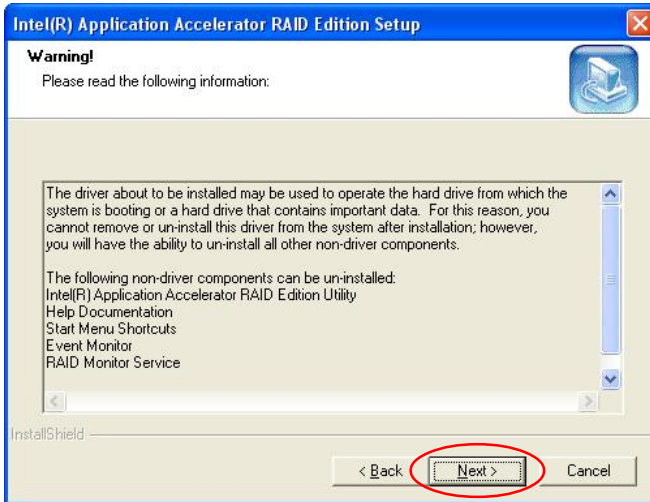 Intel(R) Application Accelerator RAID Edition Setup
Warning!
Please read the following information:
The driver about to be installed may be used to operate the hard drive from which the
system is booting or a hard drive that contains important data. For this reason, you
cannot remove or un-install this driver from the system after installation; however,
you will have the ability to un-install all other non-driver components.
The following non-driver components can be un-installed:
Intel(R) Application Accelerator RAID Edition Utility
Help Documentation
Start Menu Shortcuts
Event Monitor
RAID Monitor Service
InstallShield
< Back
Next >
Cancel